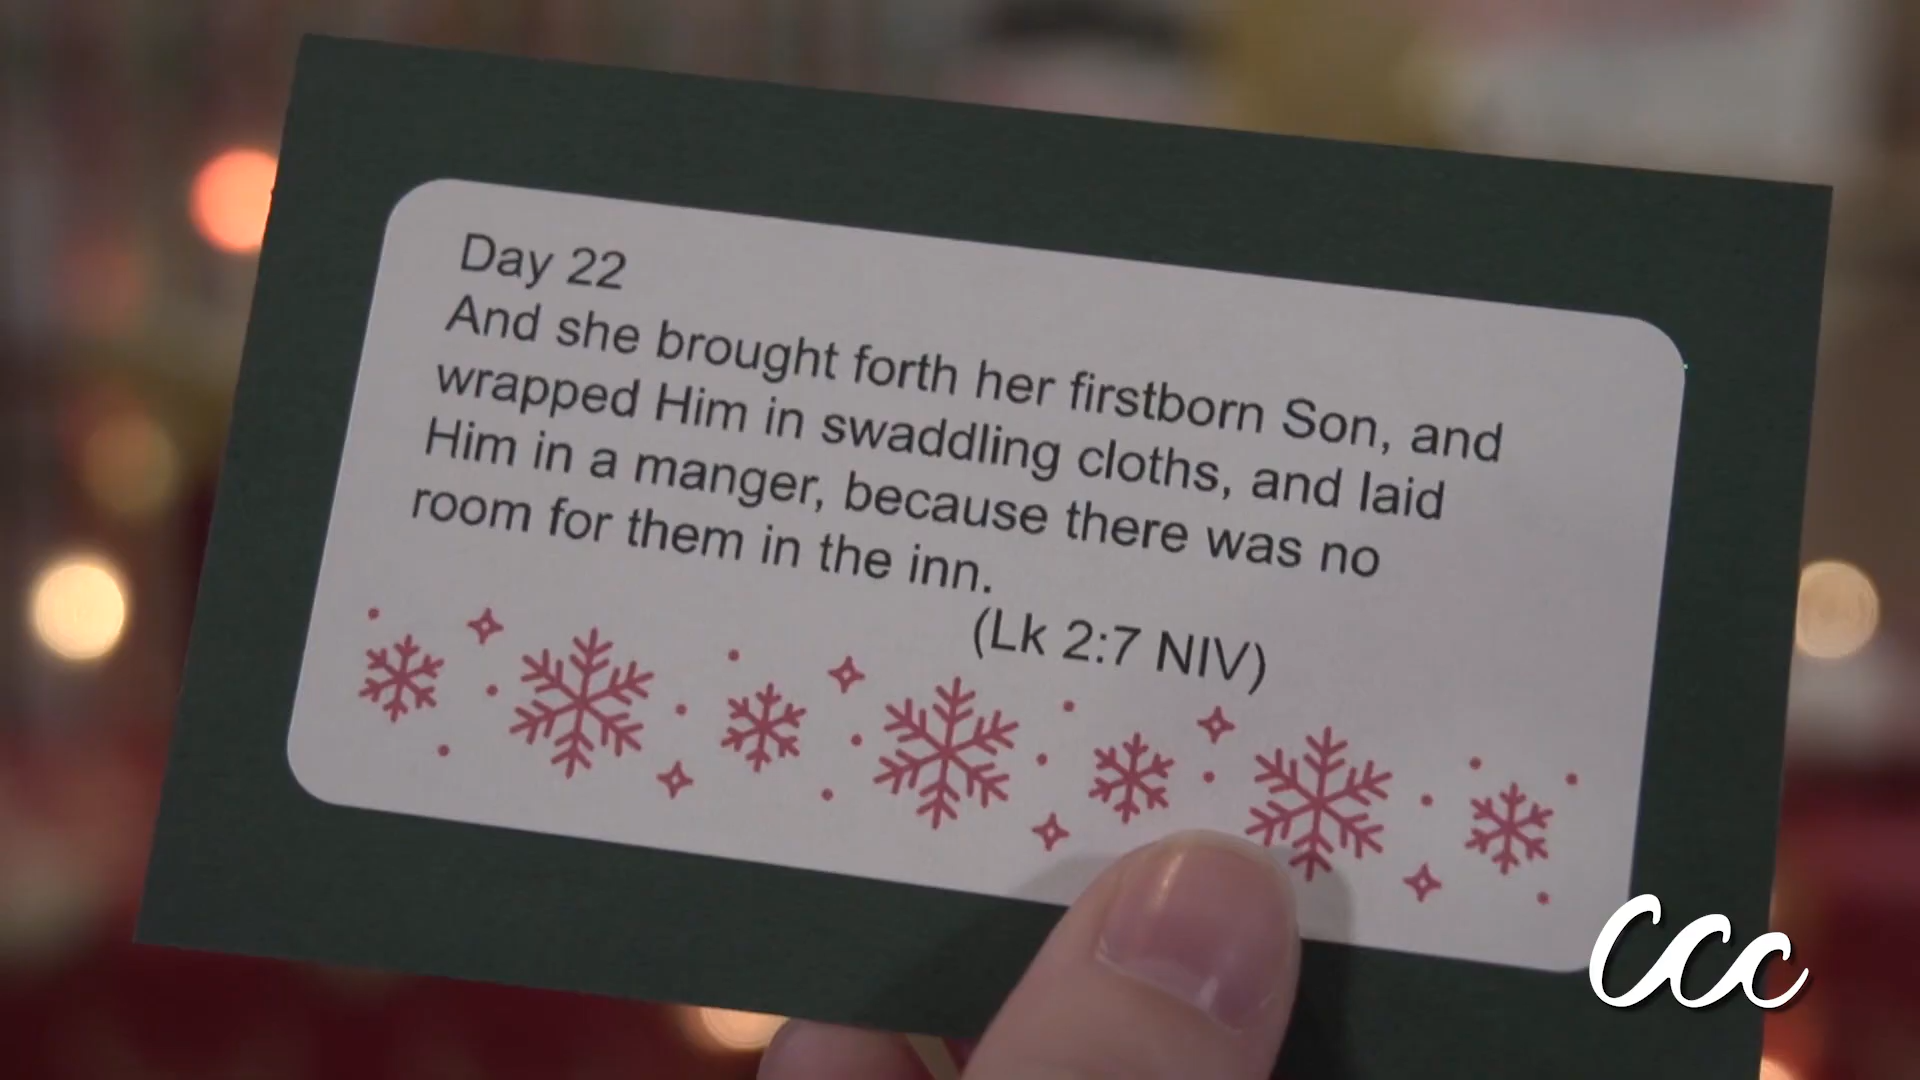 Day 22
And she brought forth her firstborn Son, and
wrapped Him in swaddling cloths, and laid
Him in a manger, because there was no
room for them in the inn.
(Lk 2:7 NIV)
ccc